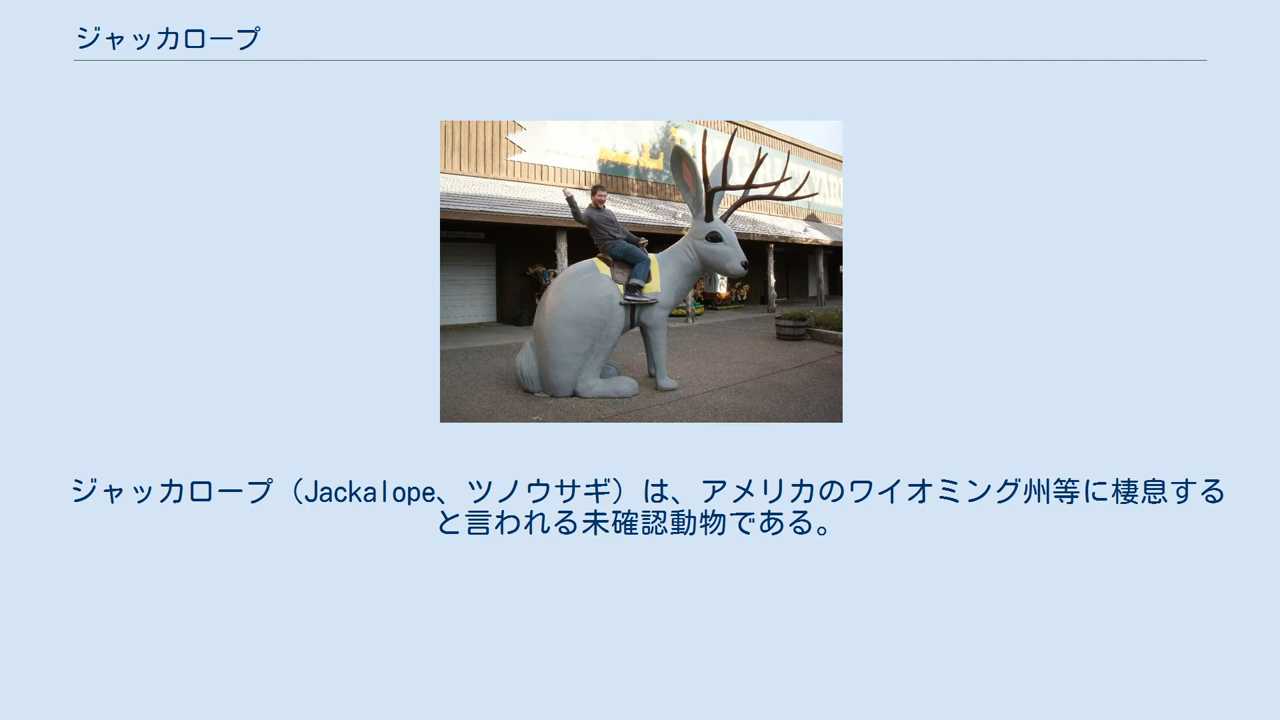 ジャッカロープ
ジャッカロープ（Jackalope、ツノウサギ）は、アメリカのワイオミング州等に棲息する
と言われる未確認動物である。